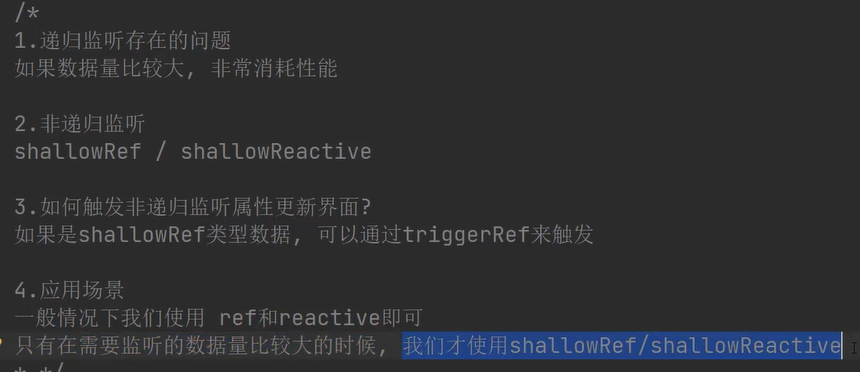 /*
1.递归监听存在的问题
如果数据量比较大, 非常消耗性能
2.非递归监听
shallowRef / shallowReactive
3.如何触发非递归监听属性更新界面?
如果是shallowRef类型数据, 可以通过triggerRef来触发
4.应用场景
一般情况下我们使用 ref和reactive即可
只有在需要监听的数据量比较大的时候, 我们才使用shallowRef/shallowReactive
* */